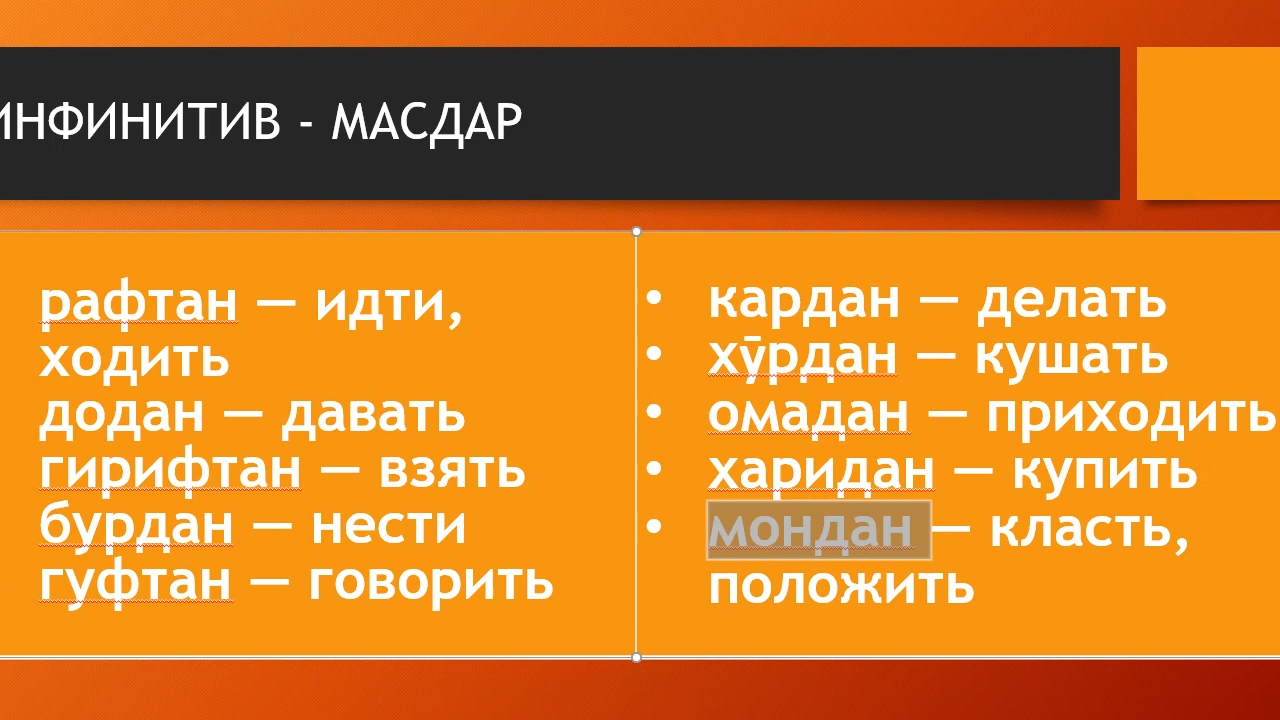 ИНФИНИТИВ - МАСДАР
рафтан — идти,
ходить
додан — давать
гирифтан — взять
бурдан — нести
гуфтан — говорить
• кардан — делать
• хӯрдан — кушать
• омадан — приходить
• харидан — купить
• мондан — класть,
положить